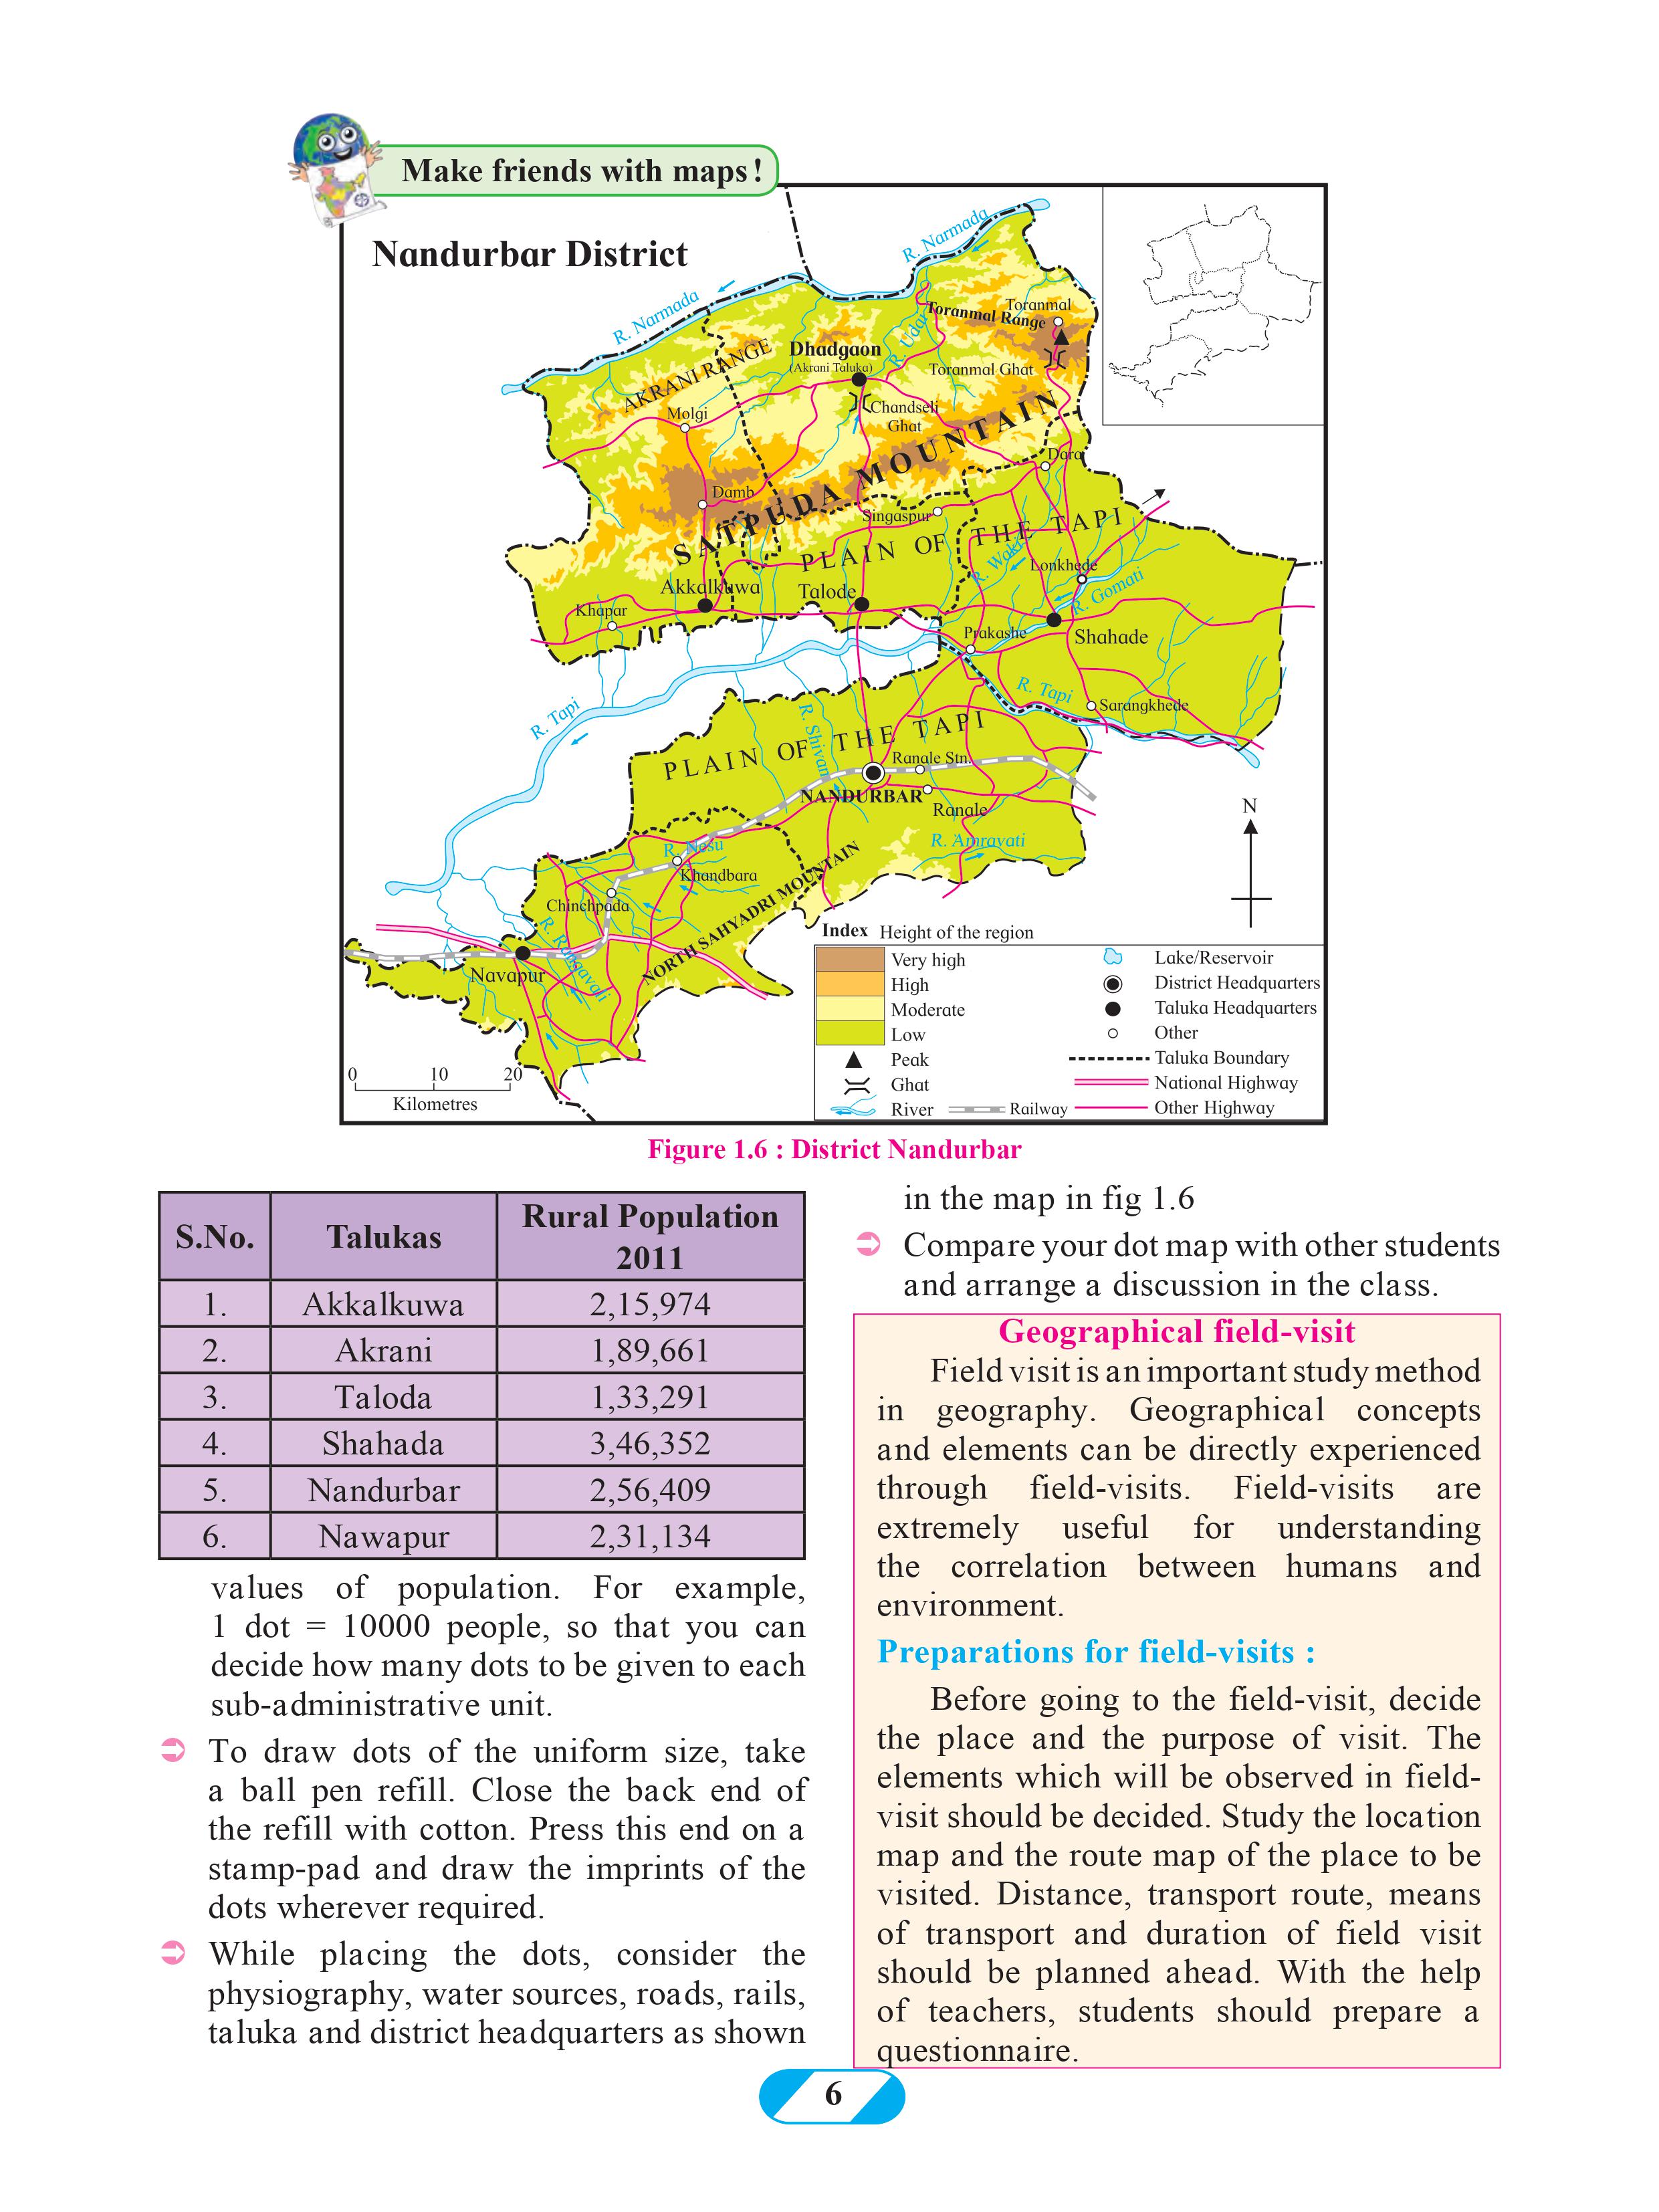 Make friends with maps !
Nandurbar District
R. Narmada
R. Narmada
Toranmal
Toranmal Range
R. Udai
Dhadgaon
(Akrani Taluka)
Toranmal Ghat
AKRANI RANGE
Molgi
Chandseli
Ghat
Dara
Damb
SATPUDA MOUNTAIN
Singaspur
PLAIN OF THE TAPI
R. Waki
Lonkhede
R. Gomati
Akkalkuwa
Talode
Khapar
Prakashe
Shahade
R. Tapi
Sarangkhede
R. Tapi
R. Shivan
PLAIN OF THE TAPI
Ranale Stn.
NANDURBAR
Ranale
R. Amravati
R. Nesu
Khandbara
Chinchpada
NORTH SAHYADRI MOUNTAIN
R. Rangavali
Navapur
N
0 10 20
Kilometres
Index Height of the region
Very high
High
Moderate
Low
Peak
Ghat
River
Railway
Lake/Reservoir
District Headquarters
Taluka Headquarters
Other
Taluka Boundary
National Highway
Other Highway
Figure 1.6 : District Nandurbar
S.No. Talukas Rural Population
2011
1. Akkalkuwa 2,15,974
2. Akrani 1,89,661
3. Taloda 1,33,291
4. Shahada 3,46,352
5. Nandurbar 2,56,409
6. Nawapur 2,31,134
values of population. For example,
1 dot = 10000 people, so that you can
decide how many dots to be given to each
sub-administrative unit.
To draw dots of the uniform size, take
a ball pen refill. Close the back end of
the refill with cotton. Press this end on a
stamp-pad and draw the imprints of the
dots wherever required.
While placing the dots, consider the
physiography, water sources, roads, rails,
taluka and district headquarters as shown
in the map in fig 1.6
Compare your dot map with other students
and arrange a discussion in the class.
Geographical field-visit
Field visit is an important study method
in geography. Geographical concepts
and elements can be directly experienced
through field-visits. Field-visits are
extremely useful for understanding
the correlation between humans and
environment.
Preparations for field-visits :
Before going to the field-visit, decide
the place and the purpose of visit. The
elements which will be observed in field-
visit should be decided. Study the location
map and the route map of the place to be
visited. Distance, transport route, means
of transport and duration of field visit
should be planned ahead. With the help
of teachers, students should prepare a
questionnaire.
6